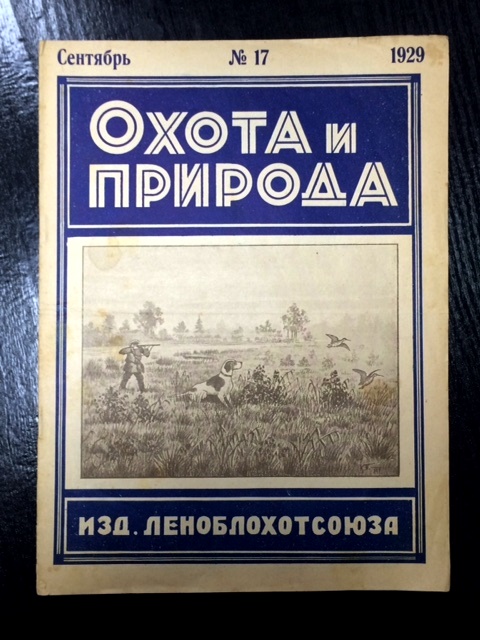 Сентябрь № 17 1929
ОХОТА И
ПРИРОДА
ИЗД. ЛЕНОБЛОХОТСОЮЗА